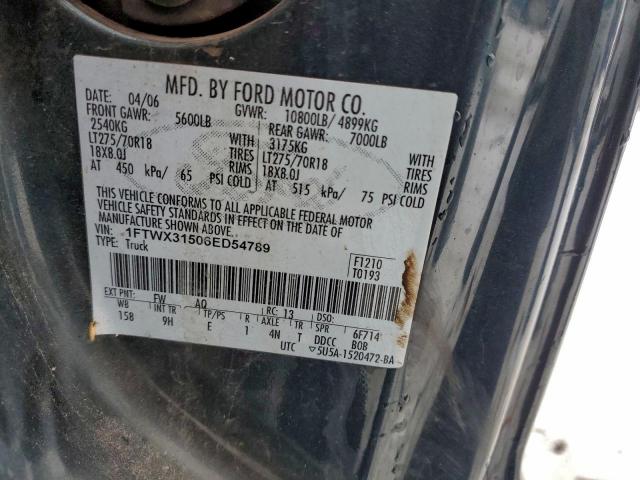 MFD. BY FORD MOTOR CO.
DATE: 04/06 GVWR: 10800LB/ 4899KG
FRONT GAWR: 5600LB REAR GAWR: 7000LB
2540KG WITH 3175KG WITH
LT275/70R18 TIRES LT275/70R18 TIRES
18X8.0J RIMS 18X8.0J RIMS
AT 450 kPa/ 65 PSI COLD AT 515 kPa/ 75 PSI COLD
THIS VEHICLE CONFORMS TO ALL APPLICABLE FEDERAL MOTOR
VEHICLE SAFETY STANDARDS IN EFFECT ON THE DATE OF
MANUFACTURE SHOWN ABOVE.
VIN: 1FTWX31506ED54789 F1210
TYPE: Truck T0193
EXT PNT: FW AQ RC: 13 DSO:
WB INT TR TP/PS R AXLE TR SPR 6F714
158 9H E 1 4N T DDCC BOB
UTC ▽5U5A-1520472-BA